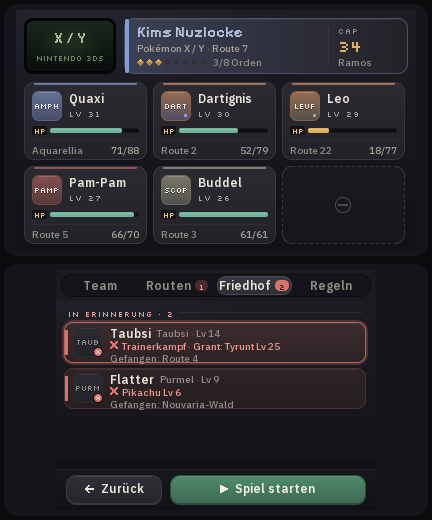 X/Y
NINTENDO 3DS
Kims Nuzlocke
Pokémon X / Y · Route 7
3/8 Orden
CAP
34
Ramos
AMPH
Quaxi
LV 31
HP
Aquarellia
71/88
DART
Dartignis
LV 30
HP
Route 2
52/79
LEUF
Leo
LV 29
HP
Route 22
18/77
PAMP
Pam-Pam
LV 27
HP
Route 5
66/70
SCOP
Buddel
LV 26
HP
Route 3
61/61
Team
Routen 1
Friedhof 2
Regeln
IN ERINNERUNG · 2
TAUB
Taubsi Taubsi · Lv 14
Trainerkampf · Grant: Tyrunt Lv 25
Gefangen: Route 4
PURM
Flatter Purmel · Lv 9
Pikachu Lv 6
Gefangen: Nouvaria-Wald
← Zurück
▶ Spiel starten